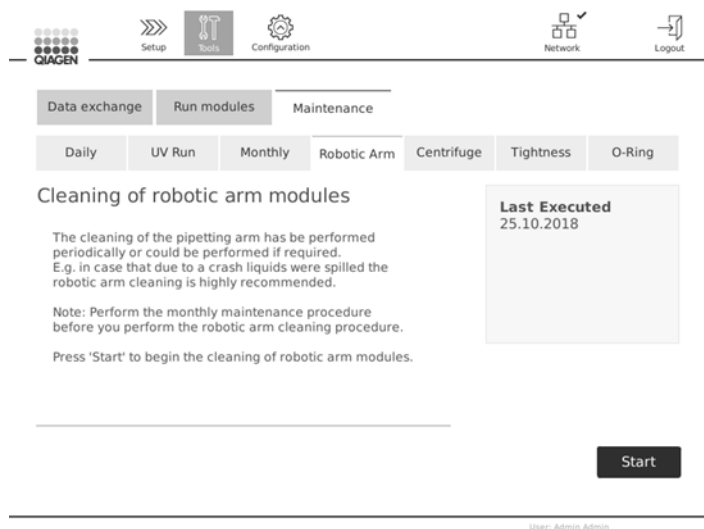 QIAGEN
Setup
Tools
Configuration
Network
Logout
Data exchange
Run modules
Maintenance
Daily
UV Run
Monthly
Robotic Arm
Centrifuge
Tightness
O-Ring
Cleaning of robotic arm modules
The cleaning of the pipetting arm has be performed
periodically or could be performed if required.
E.g. in case that due to a crash liquids were spilled the
robotic arm cleaning is highly recommended.
Note: Perform the monthly maintenance procedure
before you perform the robotic arm cleaning procedure.
Press 'Start' to begin the cleaning of robotic arm modules.
Last Executed
25.10.2018
Start
User: Admin Admin